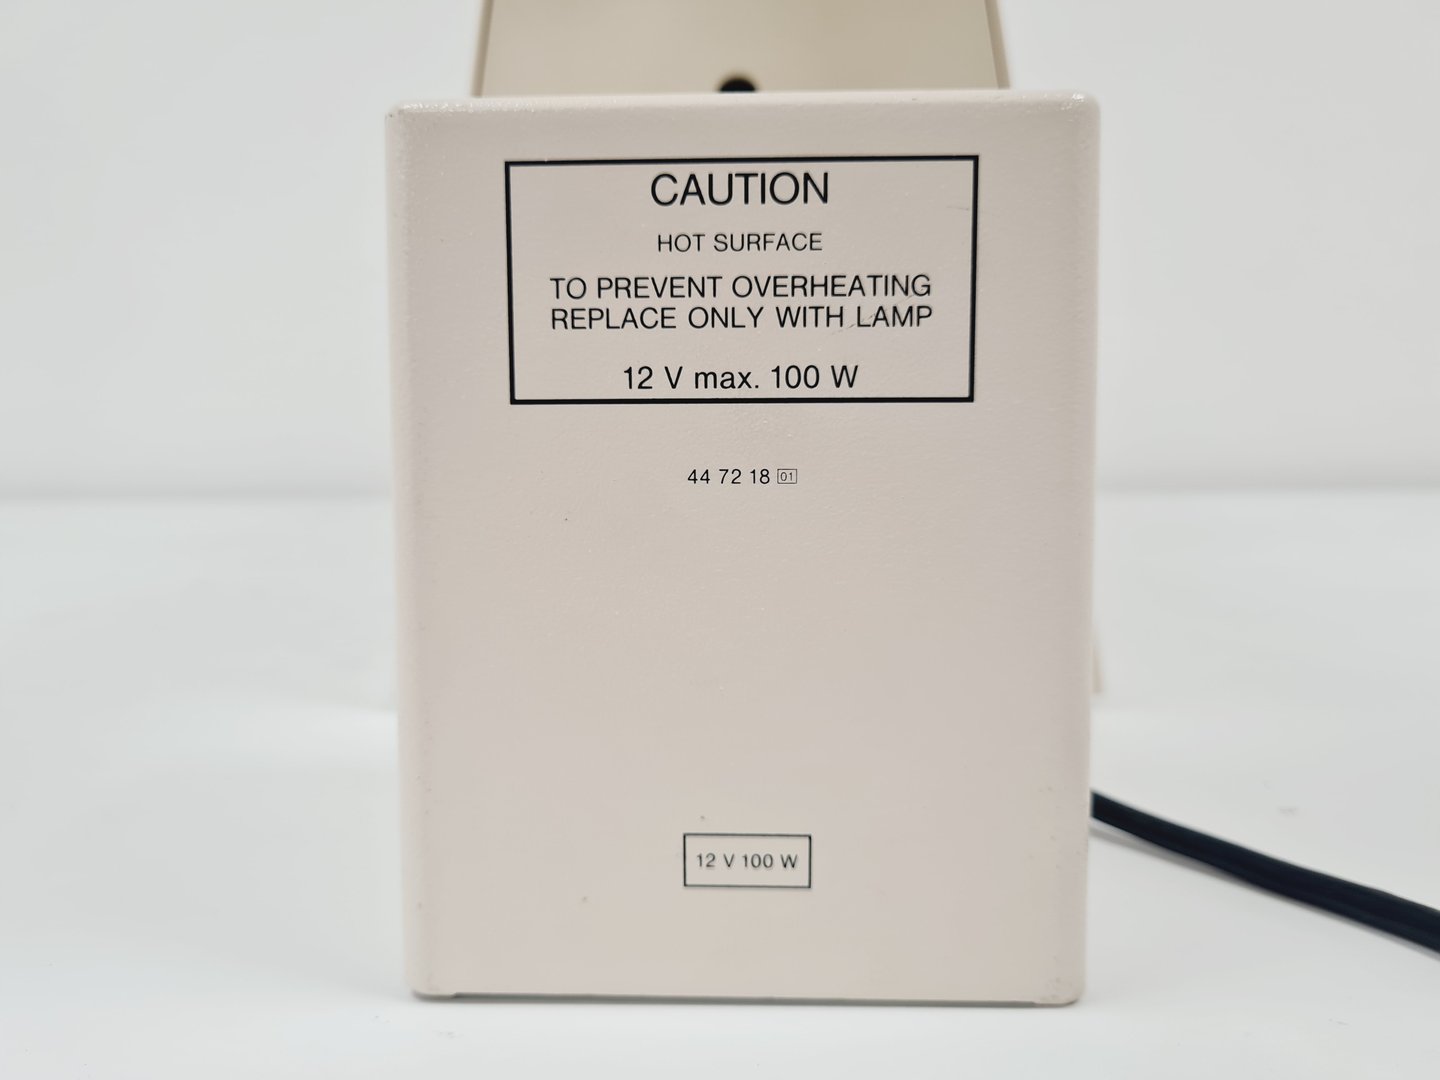 CAUTION
HOT SURFACE
TO PREVENT OVERHEATING
REPLACE ONLY WITH LAMP
12 V max. 100 W
44 72 18 01
12 V 100 W